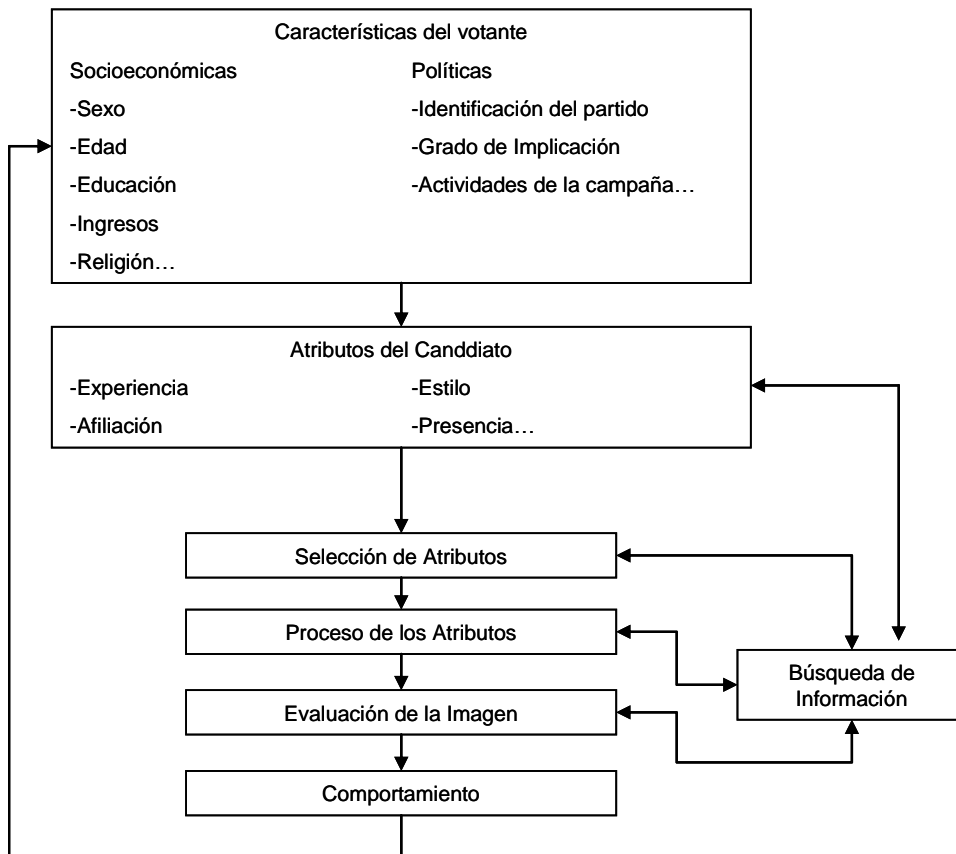 Características del votante
Socioeconómicas
-Sexo
-Edad
-Educación
-Ingresos
-Religión…
Políticas
-Identificación del partido
-Grado de Implicación
-Actividades de la campaña…
Atributos del Canddiato
-Experiencia
-Afiliación
-Estilo
-Presencia…
Selección de Atributos
Proceso de los Atributos
Evaluación de la Imagen
Comportamiento
Búsqueda de
Información